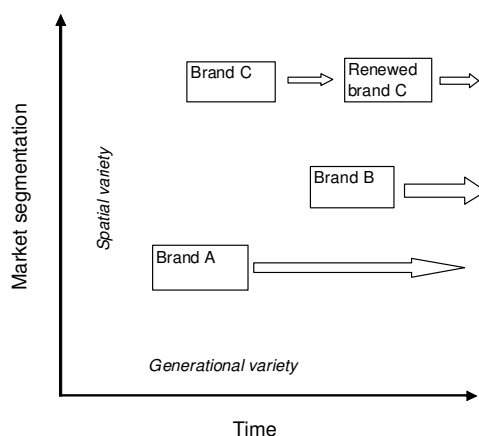 Brand C
Renewed
brand C
Market segmentation
Spatial variety
Brand B
Brand A
Generational variety
Time